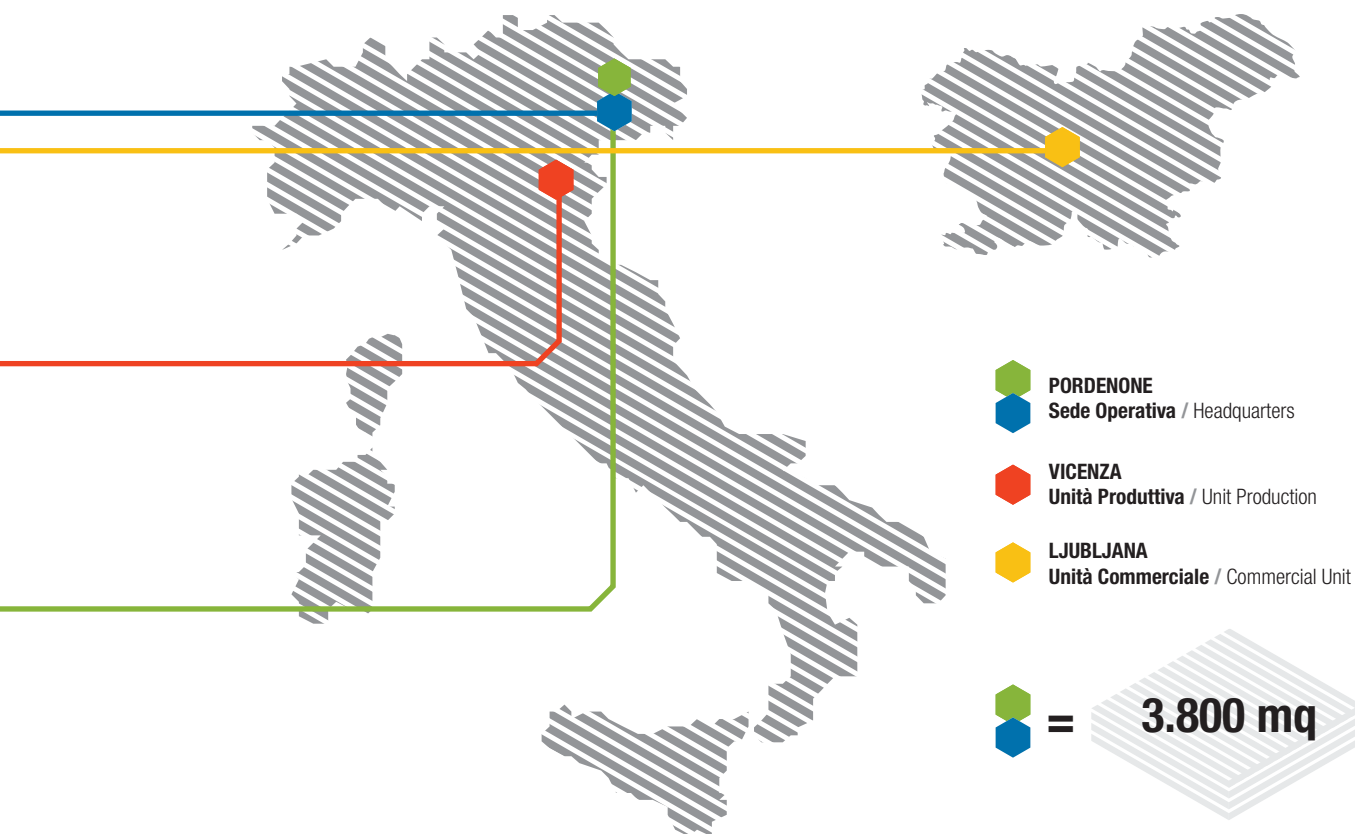 PORDENONE
Sede Operativa / Headquarters
VICENZA
Unità Produttiva / Unit Production
LJUBLJANA
Unità Commerciale / Commercial Unit
= 3.800 mq